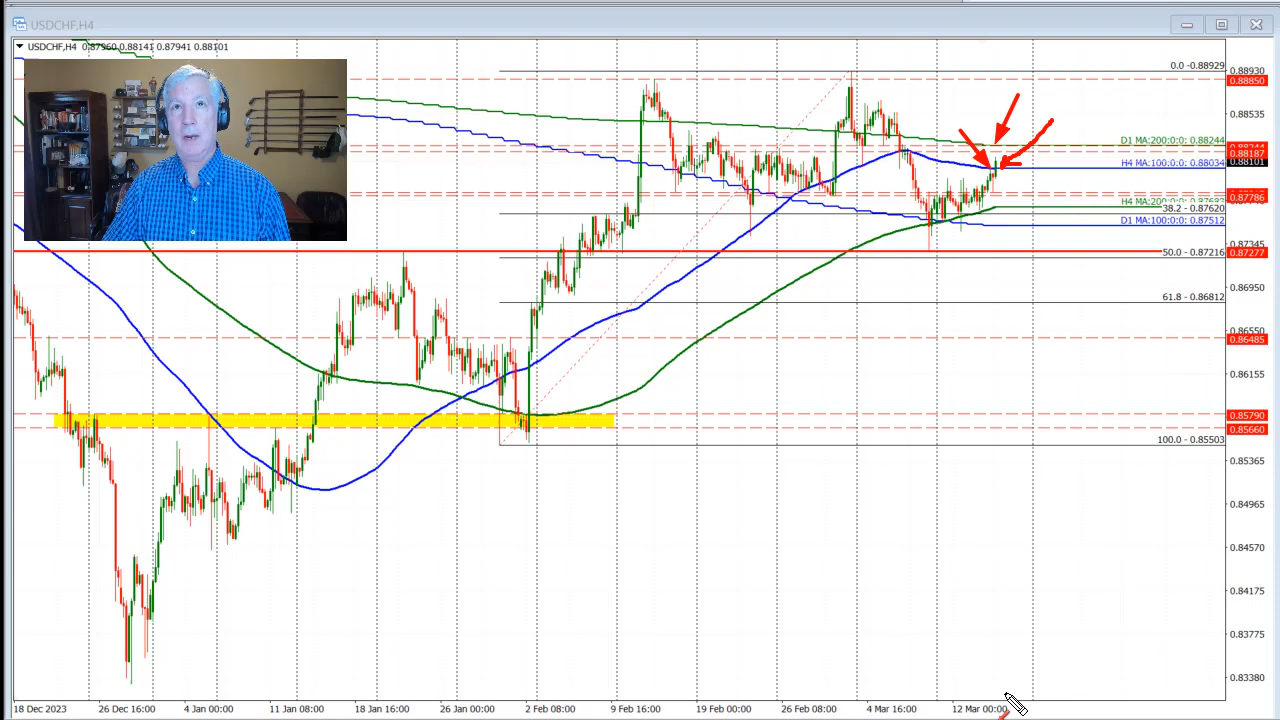 USDCHF,H4
USDCHF,H4 0.87960 0.88141 0.87941 0.88101
0.0 -0.88929
0.88930
0.88850
0.88535
D1 MA:200:0:0: 0.88244
0.88187
H4 MA:100:0:0: 0.88034
0.88101
0.87786
38.2 - 0.87620
D1 MA:100:0:0: 0.87512
50.0 - 0.87216
0.87277
0.86950
61.8 - 0.86812
0.86550
0.86485
0.86155
0.85790
0.85660
100.0 - 0.85503
0.85365
0.84965
0.84570
0.84175
0.83775
0.83380
18 Dec 2023
26 Dec 16:00
4 Jan 00:00
11 Jan 08:00
18 Jan 16:00
26 Jan 00:00
2 Feb 08:00
9 Feb 16:00
19 Feb 00:00
26 Feb 08:00
4 Mar 16:00
12 Mar 00:00